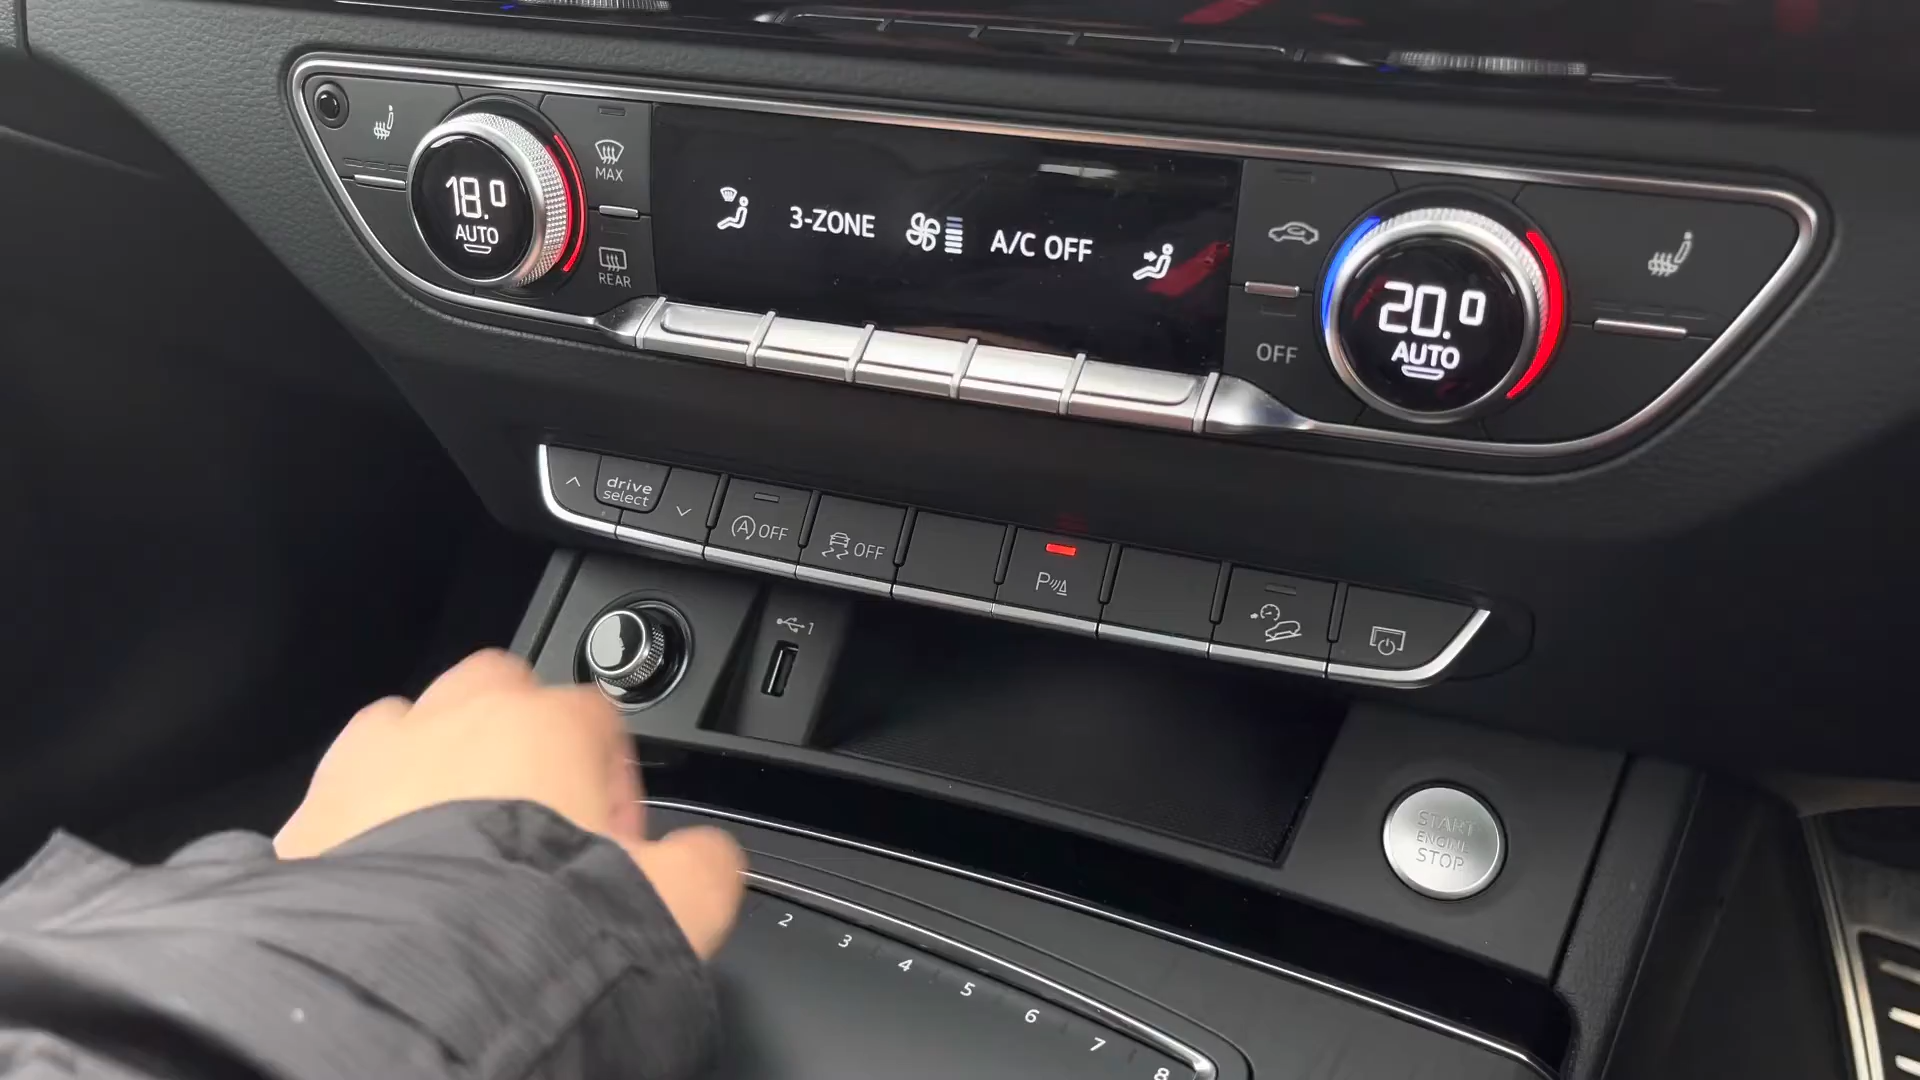 18.0
AUTO
MAX
REAR
3-ZONE
A/C OFF
OFF
20.0
AUTO
drive
select
A OFF
OFF
P
1
START
ENGINE
STOP
2
3
4
5
6
7
8